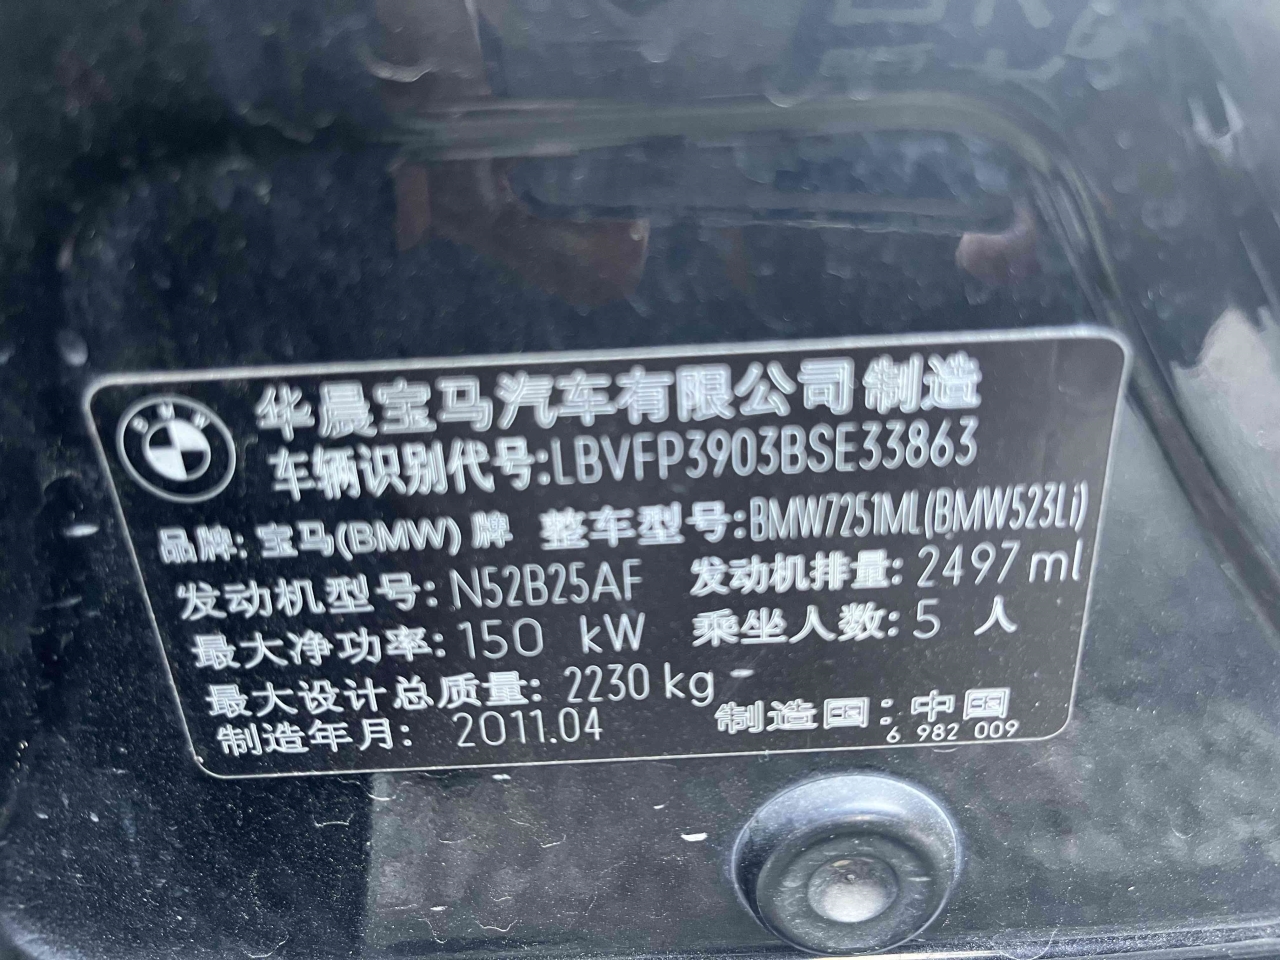 BMW
华晨宝马汽车有限公司制造
车辆识别代号:LBVFP3903BSE33863
品牌: 宝马(BMW) 牌 整车型号:BMW7251ML(BMW523Li)
发动机型号: N52B25AF 发动机排量: 2497 ml
最大净功率: 150 kW 乘坐人数: 5 人
最大设计总质量: 2230 kg
制造年月: 2011.04 制造国: 中国
6 982 009